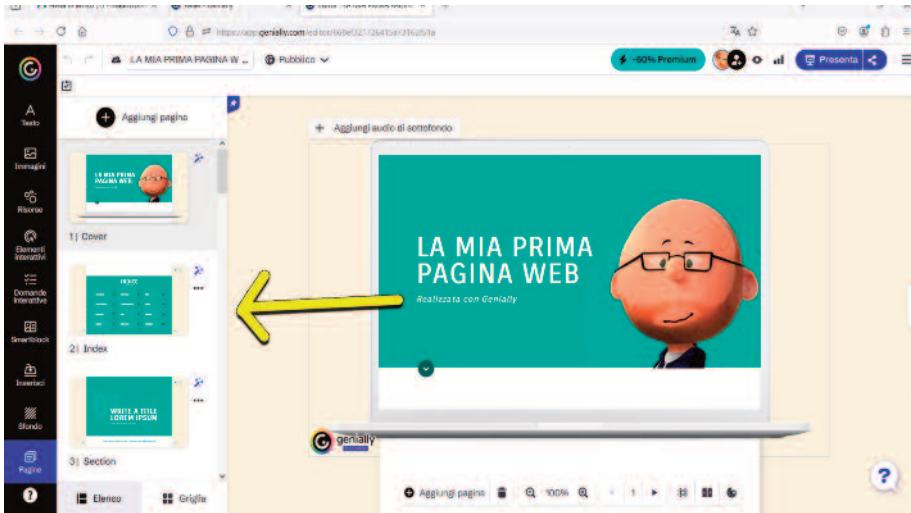 https://app.genially.com/editor/
LA MIA PRIMA PAGINA W ...
Pubblico
-60% Premium
Presenta
Testo
Immagini
Risorse
Elementi
interattivi
Domande
interattive
Smartblock
Inserisci
Sfondo
Pagine
Aggiungi pagina
LA MIA PRIMA
PAGINA WEB
1| Cover
INDICE
2| Index
WRITE A TITLE
LOREM IPSUM
3| Section
Elenco
Griglia
Aggiungi audio di sottofondo
LA MIA PRIMA
PAGINA WEB
Realizzata con Genially
genially
Aggiungi pagina
100%
1
?